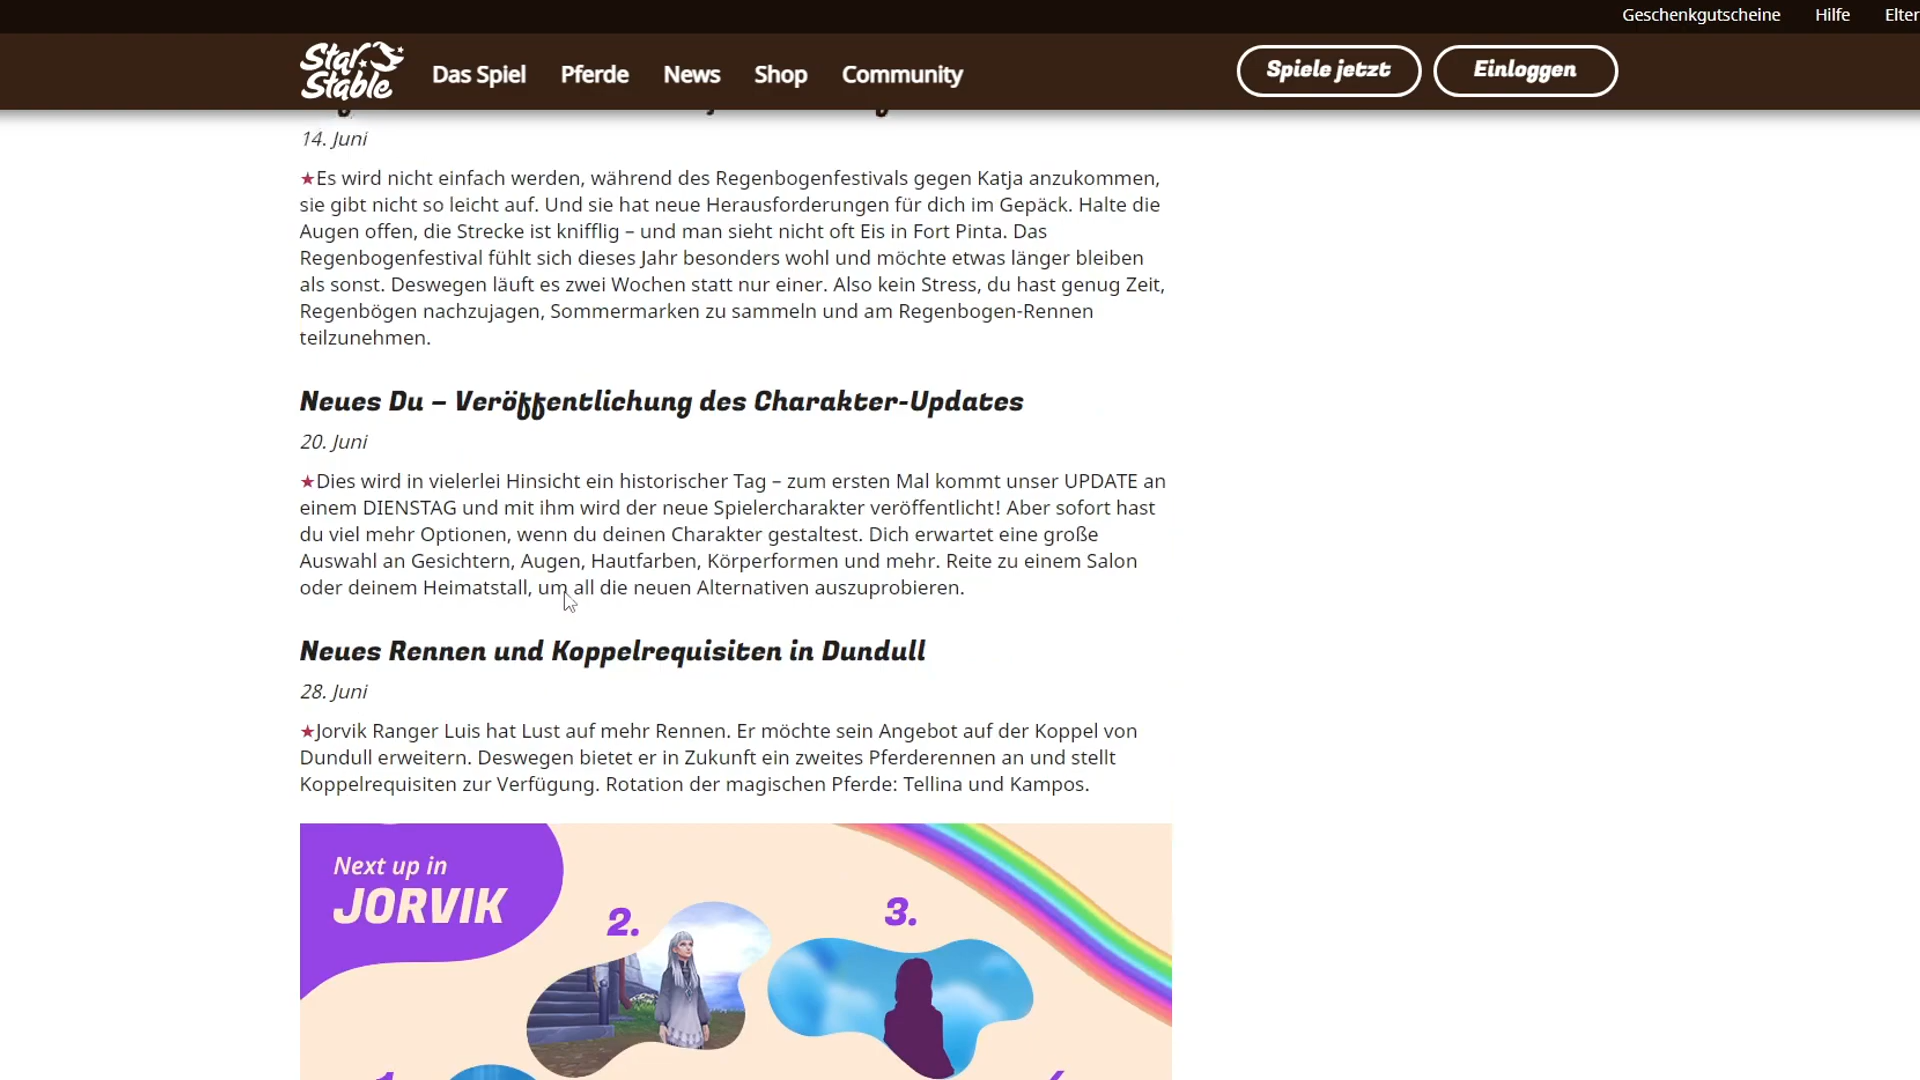 Geschenkgutscheine Hilfe
Star Stable
Das Spiel Pferde News Shop Community Spiele jetzt Einloggen
14. Juni
★Es wird nicht einfach werden, während des Regenbogenfestivals gegen Katja anzukommen,
sie gibt nicht so leicht auf. Und sie hat neue Herausforderungen für dich im Gepäck. Halte die
Augen offen, die Strecke ist knifflig – und man sieht nicht oft Eis in Fort Pinta. Das
Regenbogenfestival fühlt sich dieses Jahr besonders wohl und möchte etwas länger bleiben
als sonst. Deswegen läuft es zwei Wochen statt nur einer. Also kein Stress, du hast genug Zeit,
Regenbögen nachzujagen, Sommermarken zu sammeln und am Regenbogen-Rennen
teilzunehmen.
Neues Du – Veröffentlichung des Charakter-Updates
20. Juni
★Dies wird in vielerlei Hinsicht ein historischer Tag – zum ersten Mal kommt unser UPDATE an
einem DIENSTAG und mit ihm wird der neue Spielercharakter veröffentlicht! Aber sofort hast
du viel mehr Optionen, wenn du deinen Charakter gestaltest. Dich erwartet eine große
Auswahl an Gesichtern, Augen, Hautfarben, Körperformen und mehr. Reite zu einem Salon
oder deinem Heimatstall, um all die neuen Alternativen auszuprobieren.
Neues Rennen und Koppelrequisiten in Dundull
28. Juni
★Jorvik Ranger Luis hat Lust auf mehr Rennen. Er möchte sein Angebot auf der Koppel von
Dundull erweitern. Deswegen bietet er in Zukunft ein zweites Pferderennen an und stellt
Koppelrequisiten zur Verfügung. Rotation der magischen Pferde: Tellina und Kampos.
Next up in
JORVIK
2.
3.